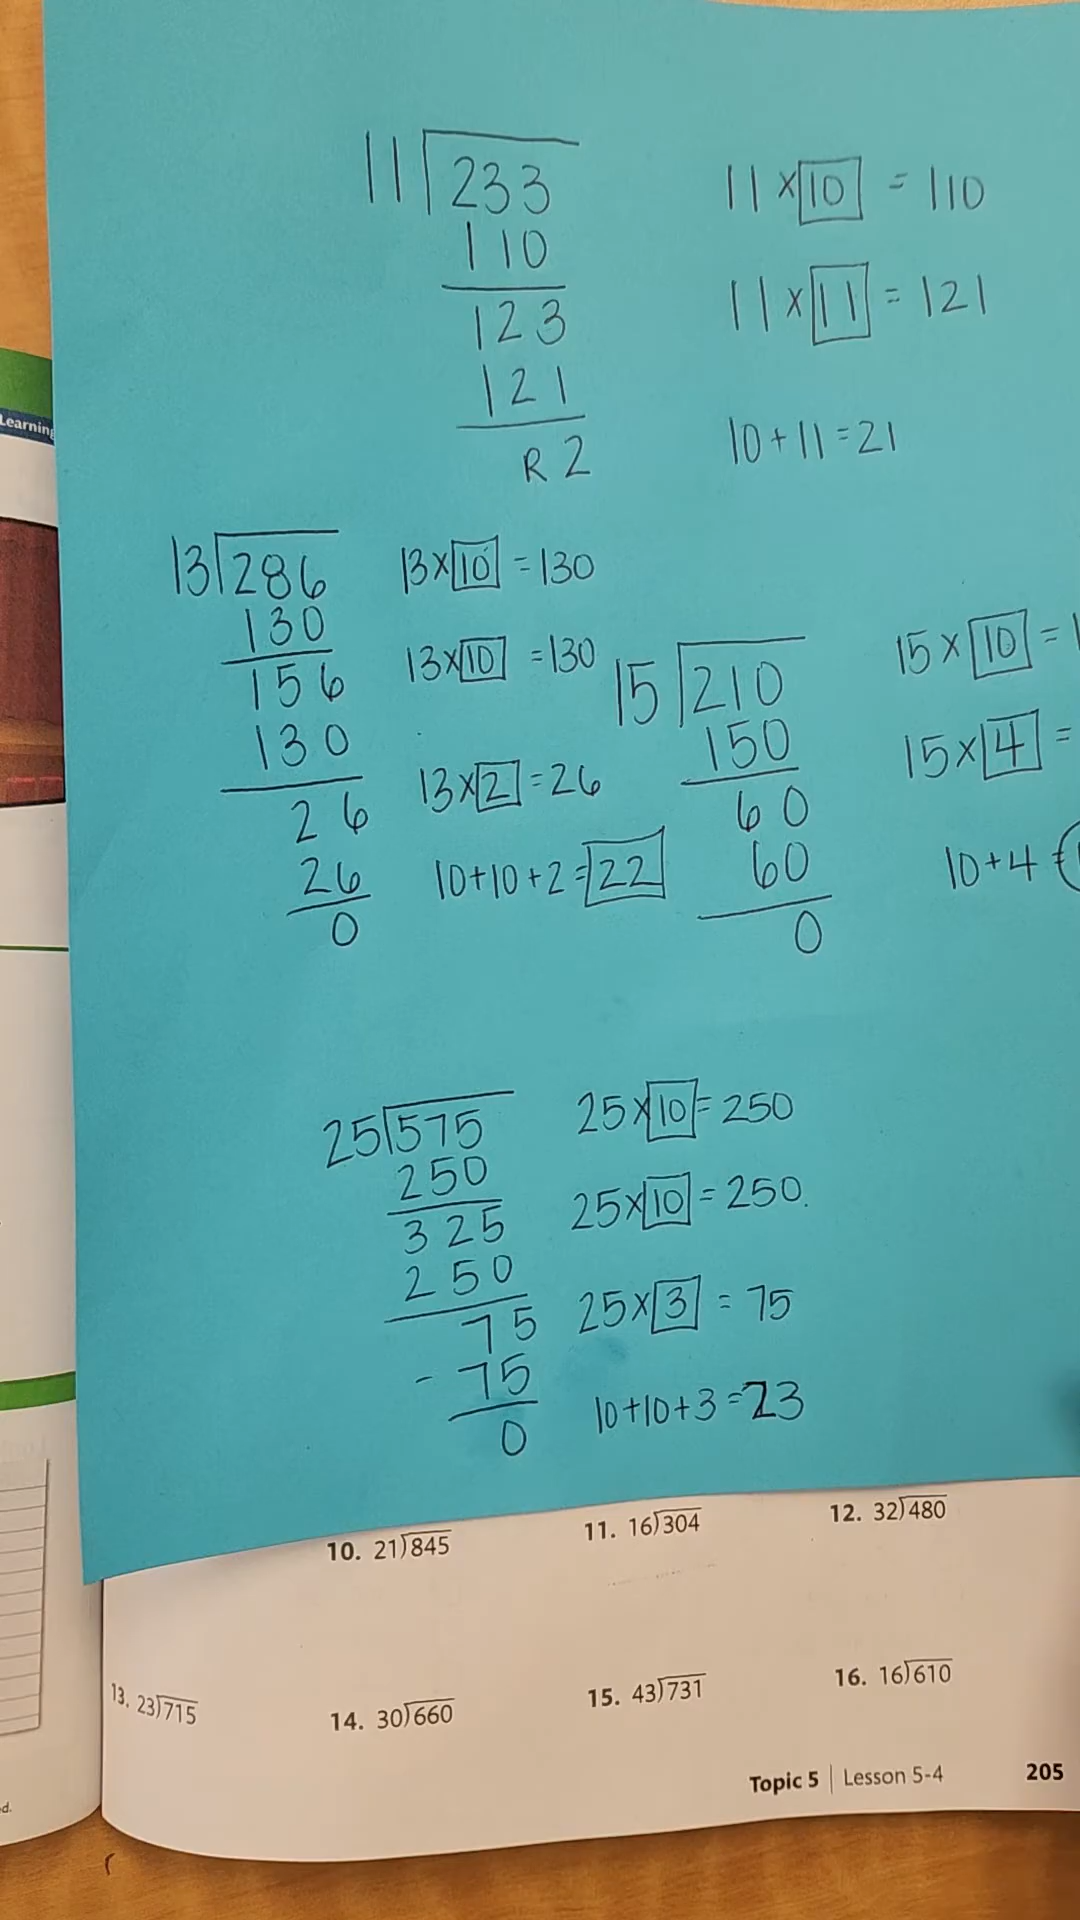 11 233
110
123
121
R 2
11 × 10 = 110
11 × 11 = 121
10 + 11 = 21
13 286
130
156
130
26
26
0
13 × 10 = 130
13 × 10 = 130
13 × 2 = 26
10 + 10 + 2 = 22
15 210
150
60
60
0
15 × 10 =
15 × 4 =
10 + 4 =
25 575
250
325
250
75
- 75
0
25 × 10 = 250
25 × 10 = 250.
25 × 3 = 75
10 + 10 + 3 = 23
Learning
10. 21)845
11. 16)304
12. 32)480
13. 23)715
14. 30)660
15. 43)731
16. 16)610
Topic 5 | Lesson 5-4 205